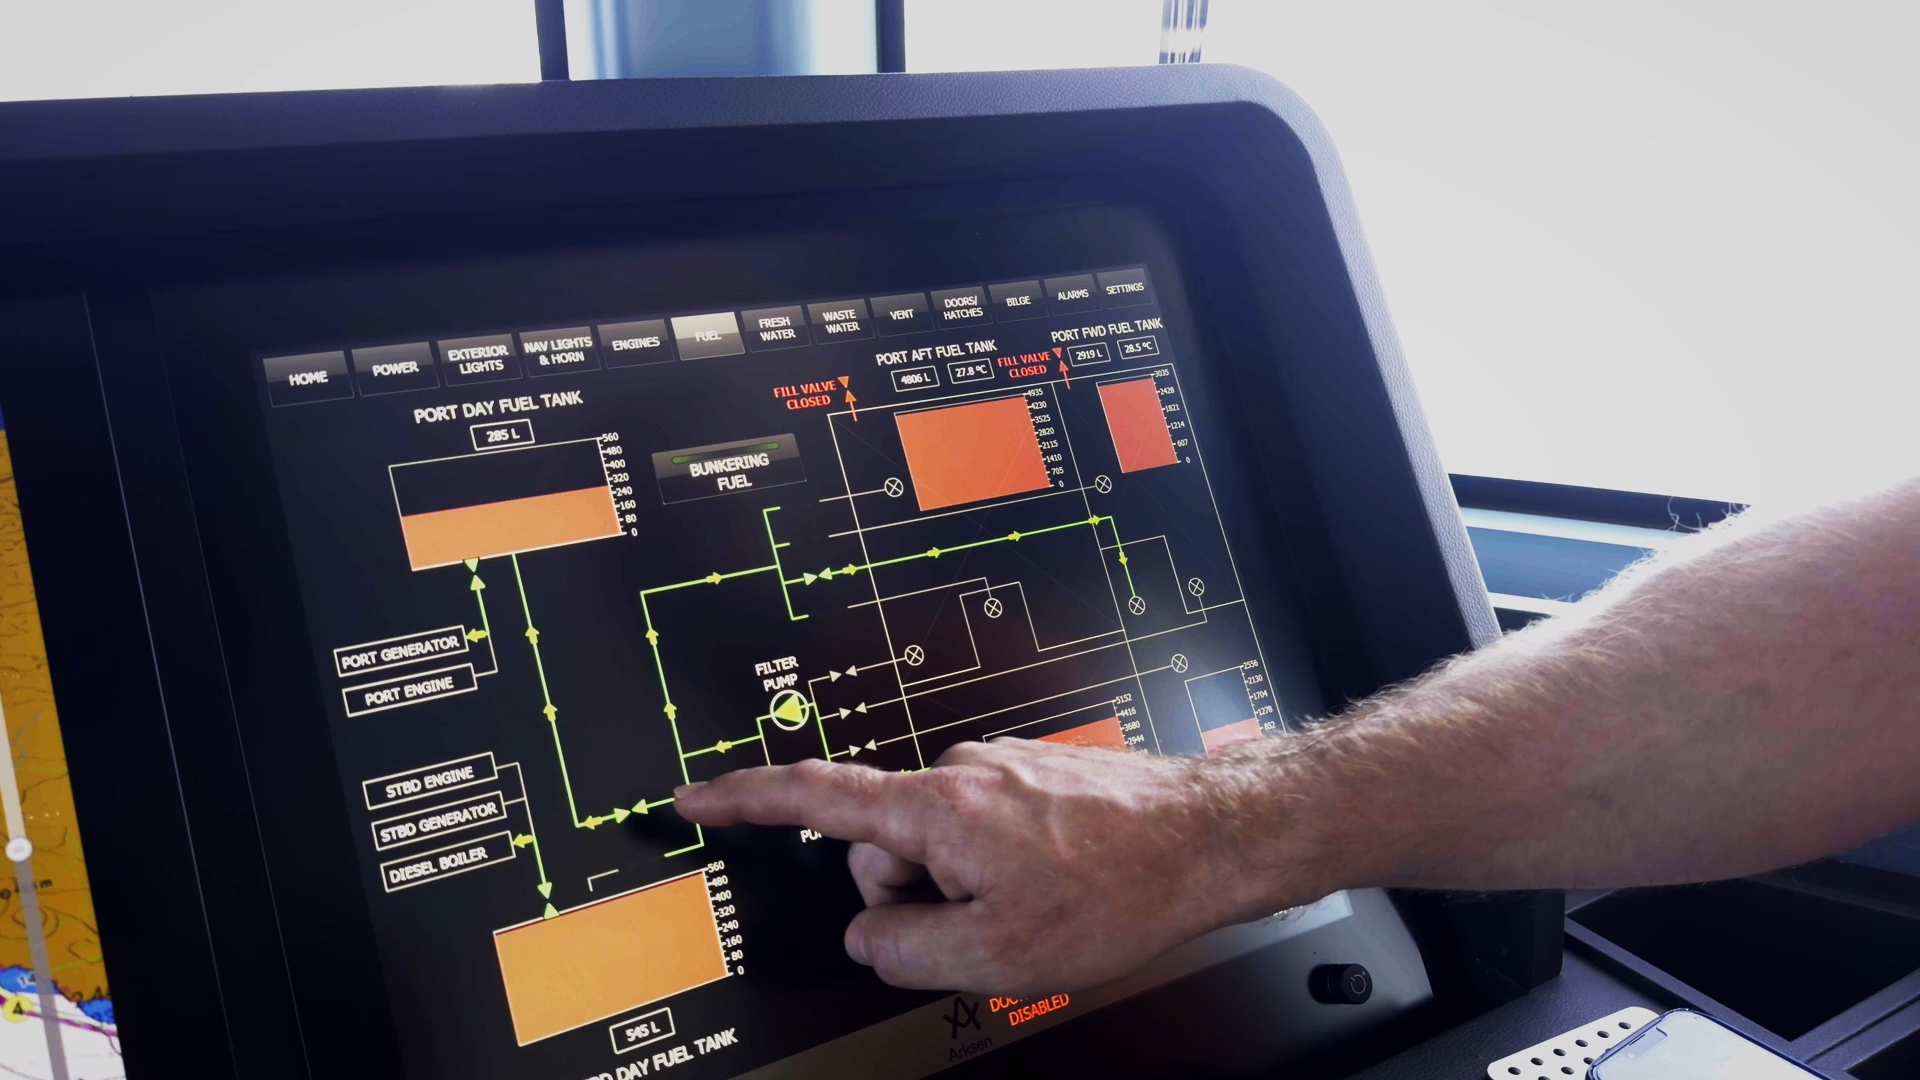 HOME
POWER
EXTERIOR
LIGHTS
NAV LIGHTS
& HORN
ENGINES
FUEL
FRESH
WATER
WASTE
WATER
VENT
DOORS/
HATCHES
BILGE
ALARMS
SETTINGS
PORT DAY FUEL TANK
285 L
560
480
400
320
240
160
80
0
BUNKERING
FUEL
FILL VALVE
CLOSED
PORT AFT FUEL TANK
4806 L
27.8 °C
4935
4230
3525
2820
2115
1410
705
0
FILL VALVE
CLOSED
PORT FWD FUEL TANK
2919 L
28.5 °C
3035
2428
1821
1214
607
0
PORT GENERATOR
PORT ENGINE
FILTER
PUMP
STBD ENGINE
STBD GENERATOR
DIESEL BOILER
5152
4416
3680
2944
2556
2130
1704
1278
852
560
480
400
320
240
160
80
0
545 L
DAY FUEL TANK
DISABLED
Arksen
4